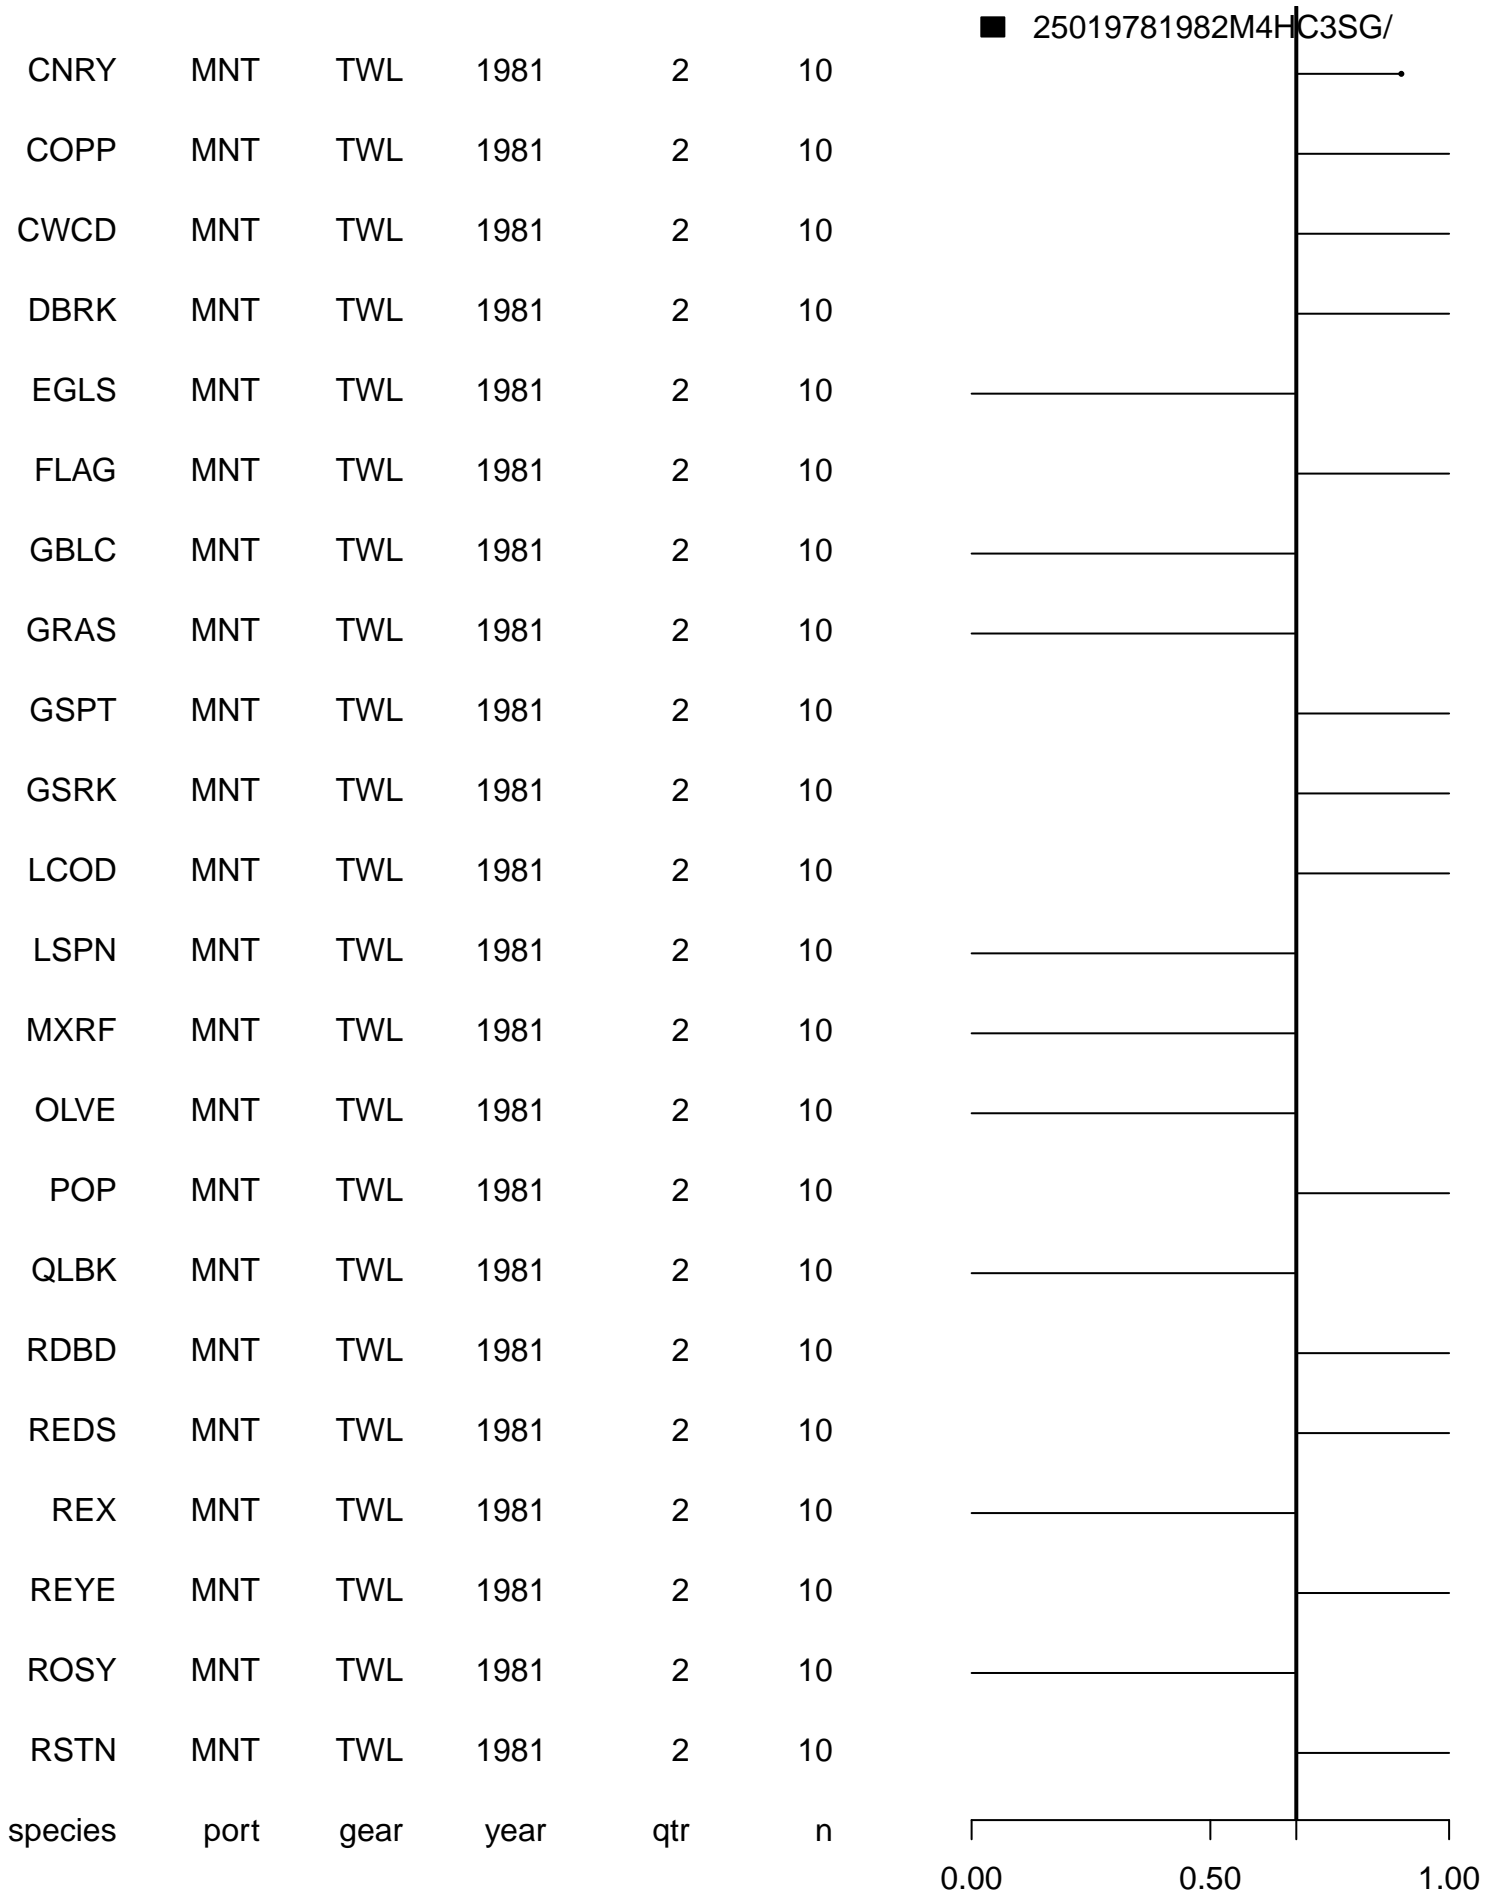 25019781982M4HC3SG/
CNRY MNT TWL 1981 2 10
COPP MNT TWL 1981 2 10
CWCD MNT TWL 1981 2 10
DBRK MNT TWL 1981 2 10
EGLS MNT TWL 1981 2 10
FLAG MNT TWL 1981 2 10
GBLC MNT TWL 1981 2 10
GRAS MNT TWL 1981 2 10
GSPT MNT TWL 1981 2 10
GSRK MNT TWL 1981 2 10
LCOD MNT TWL 1981 2 10
LSPN MNT TWL 1981 2 10
MXRF MNT TWL 1981 2 10
OLVE MNT TWL 1981 2 10
POP MNT TWL 1981 2 10
QLBK MNT TWL 1981 2 10
RDBD MNT TWL 1981 2 10
REDS MNT TWL 1981 2 10
REX MNT TWL 1981 2 10
REYE MNT TWL 1981 2 10
ROSY MNT TWL 1981 2 10
RSTN MNT TWL 1981 2 10
species port gear year qtr n
0.00 0.50 1.00